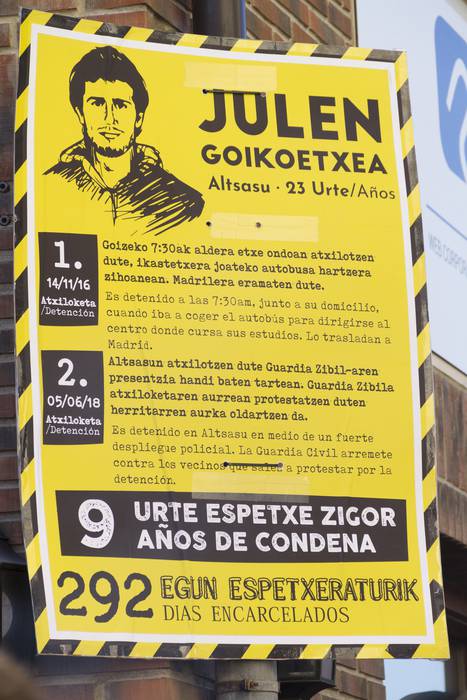 JULEN
GOIKOETXEA
Altsasu · 23 Urte/Años
1.
14/11/16
Atxiloketa
/Detención
Goizeko 7:30ak aldera etxe ondoan atxilotzen
dute, ikastetxera joateko autobusa hartzera
zihoanean. Madrilera eramaten dute.
Es detenido a las 7:30am, junto a su domicilio,
cuando iba a coger el autobús para dirigirse al
centro donde cursa sus estudios. Lo trasladan a
Madrid.
2.
05/06/18
Atxiloketa
/Detención
Altsasun atxilotzen dute Guardia Zibil-aren
presentzia handi baten tartean. Guardia Zibila
atxiloketaren aurrean protestatzen duten
herritarren aurka oldartzen da.
Es detenido en Altsasu en medio de un fuerte
despliegue policial. La Guardia Civil arremete
contra los vecinos que salen a protestar por la
detención.
9 URTE ESPETXE ZIGOR
AÑOS DE CONDENA
292 EGUN ESPETXERATURIK
DIAS ENCARCELADOS
WEB CORPOR